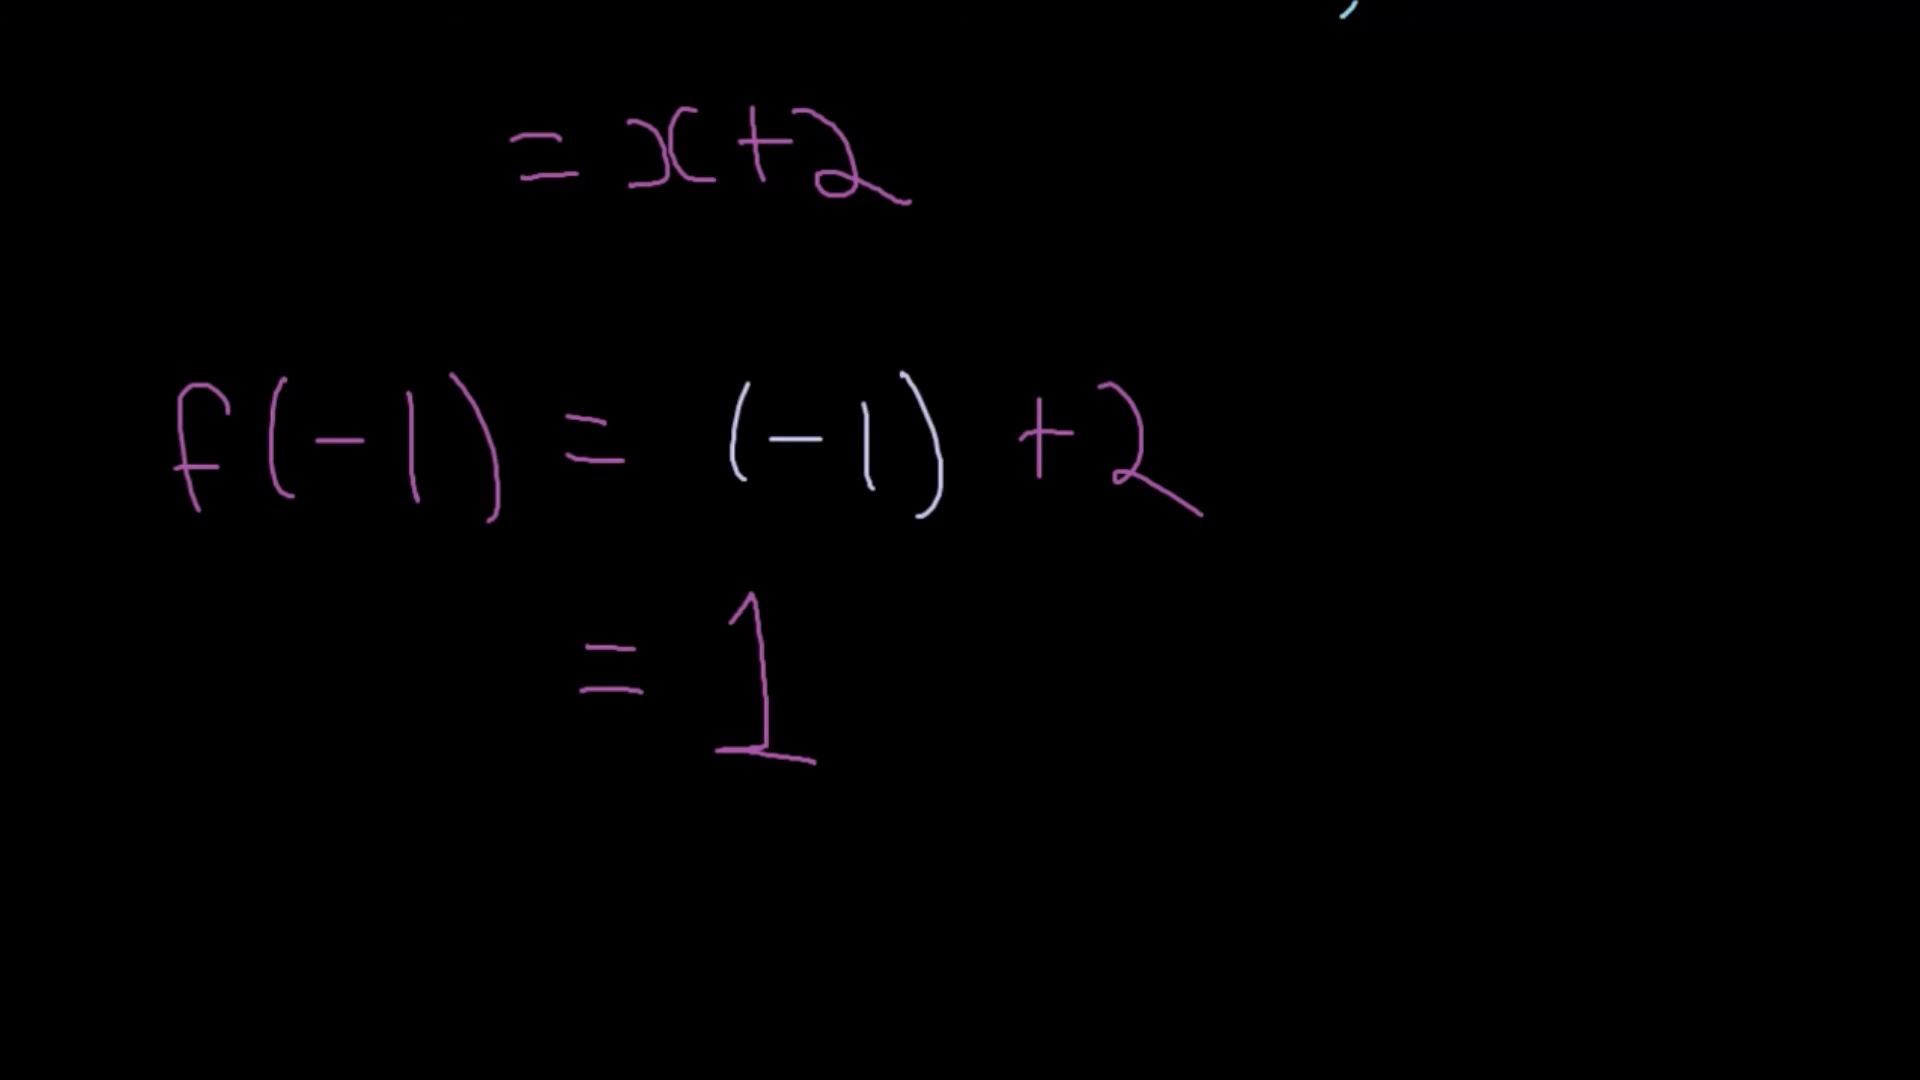 = x+2
f(-1) = (-1) +2
= 1